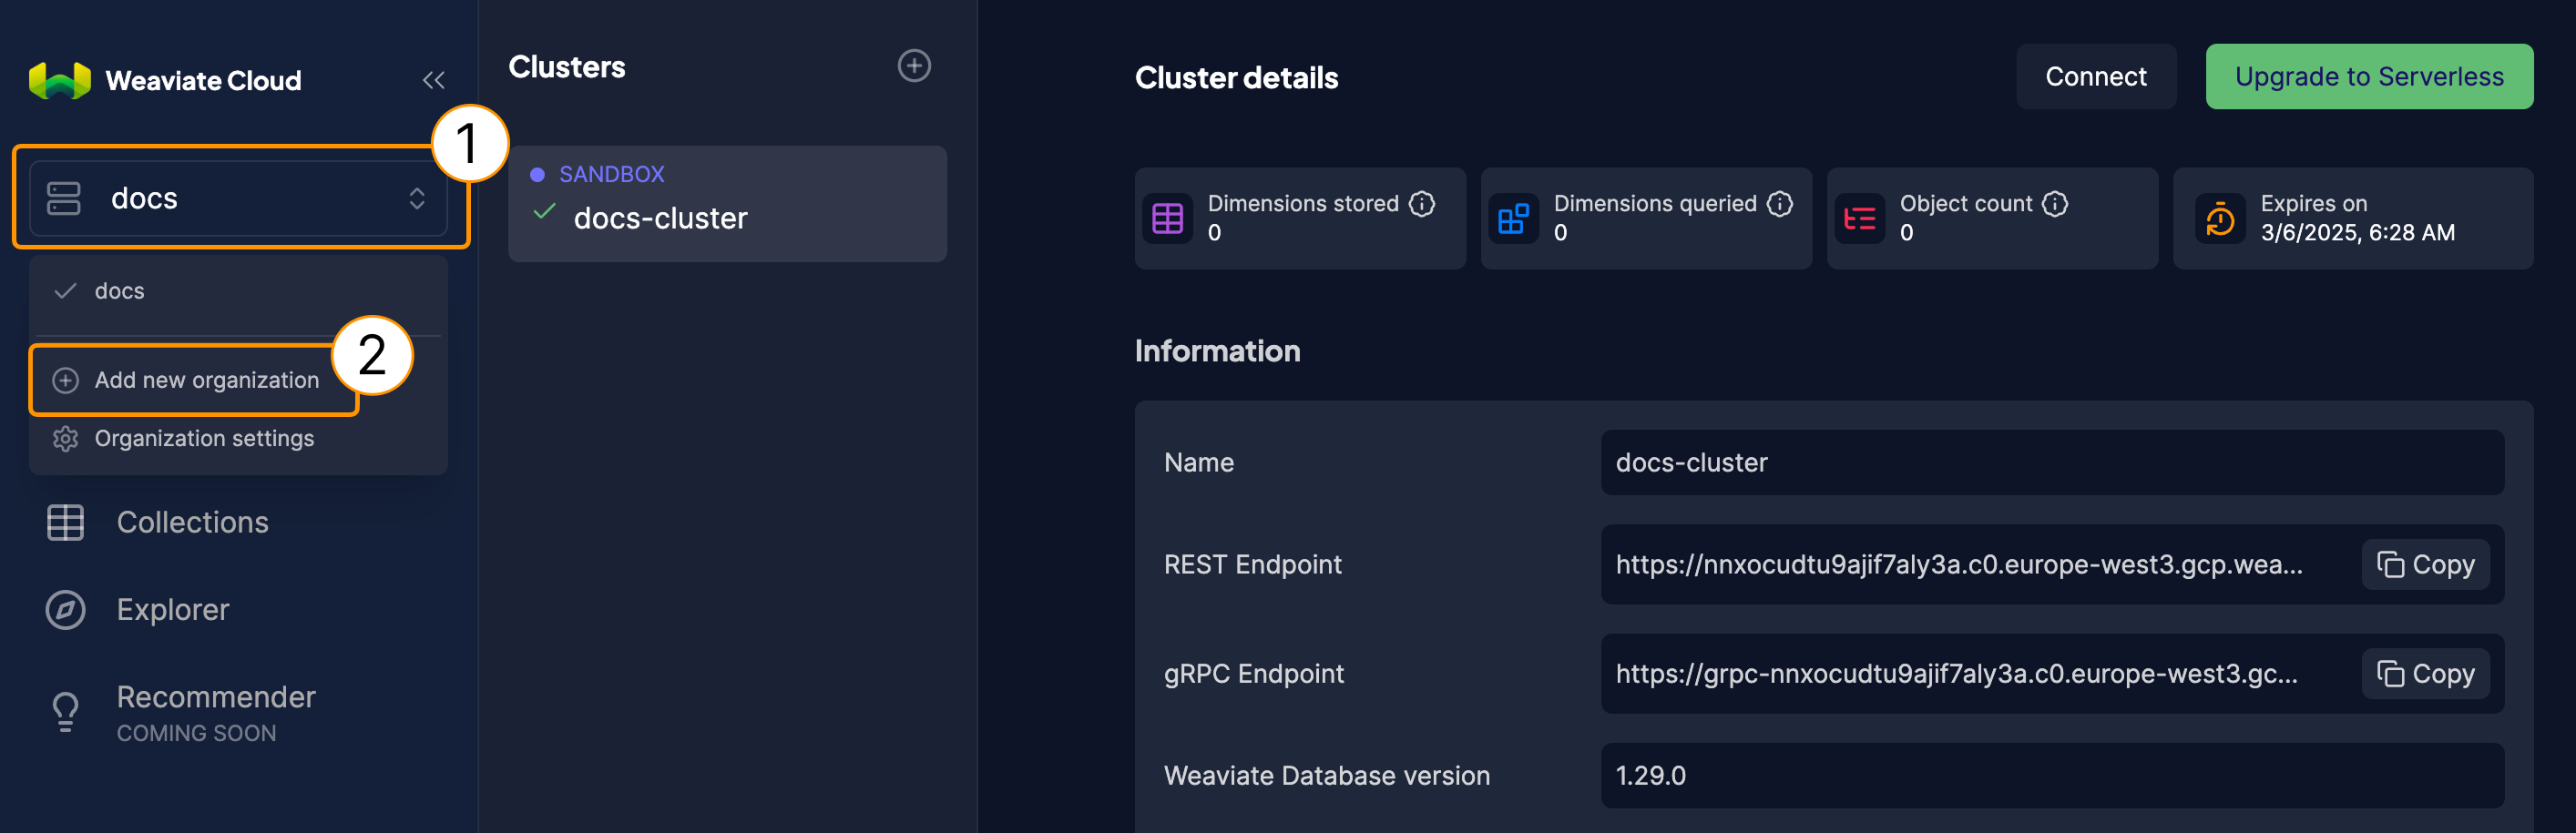 Weaviate Cloud
1
docs
docs
2
Add new organization
Organization settings
Collections
Explorer
Recommender
COMING SOON
Clusters
SANDBOX
docs-cluster
Cluster details
Connect
Upgrade to Serverless
Dimensions stored
0
Dimensions queried
0
Object count
0
Expires on
3/6/2025, 6:28 AM
Information
Name
docs-cluster
REST Endpoint
https://nnxocudtu9ajif7aly3a.c0.europe-west3.gcp.wea...
Copy
gRPC Endpoint
https://grpc-nnxocudtu9ajif7aly3a.c0.europe-west3.gc...
Copy
Weaviate Database version
1.29.0